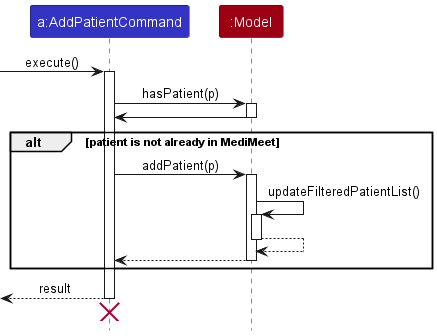 a:AddPatientCommand
:Model
execute()
hasPatient(p)
alt
[patient is not already in MediMeet]
addPatient(p)
updateFilteredPatientList()
result